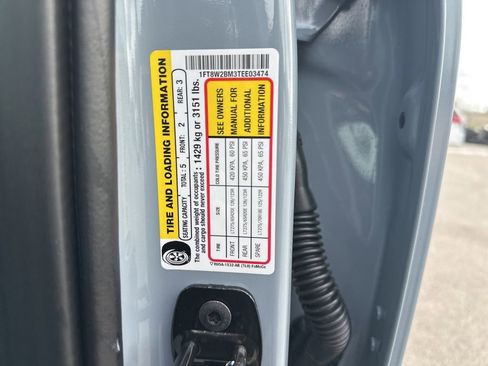 1FT8W2BM3TEE03474
TIRE AND LOADING INFORMATION
SEATING CAPACITY TOTAL: 5 FRONT: 2 REAR: 3
The combined weight of occupants
and cargo should never exceed : 1429 kg or 3151 lbs.
TIRE SIZE COLD TIRE PRESSURE
FRONT 420 KPA, 60 PSI
REAR 450 KPA, 65 PSI
SPARE 450 KPA, 65 PSI
SEE OWNERS
MANUAL FOR
ADDITIONAL
INFORMATION